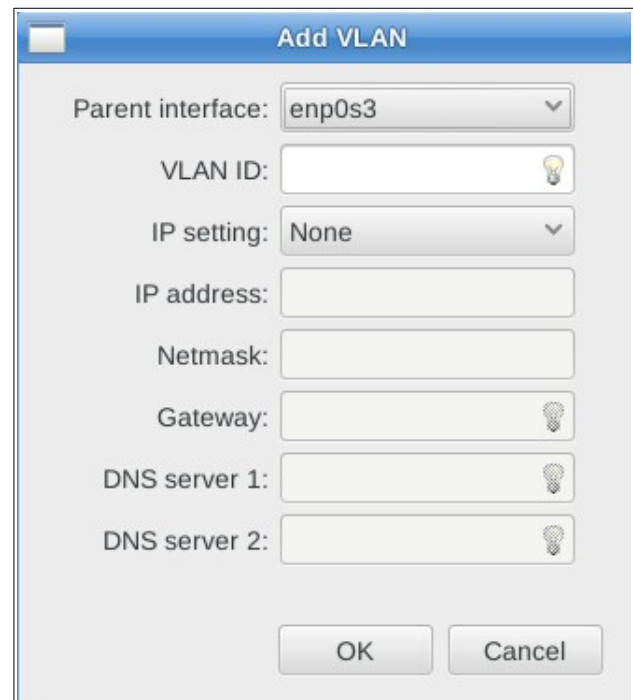 Add VLAN
Parent interface: enp0s3
VLAN ID:
IP setting: None
IP address:
Netmask:
Gateway:
DNS server 1:
DNS server 2:
OK Cancel